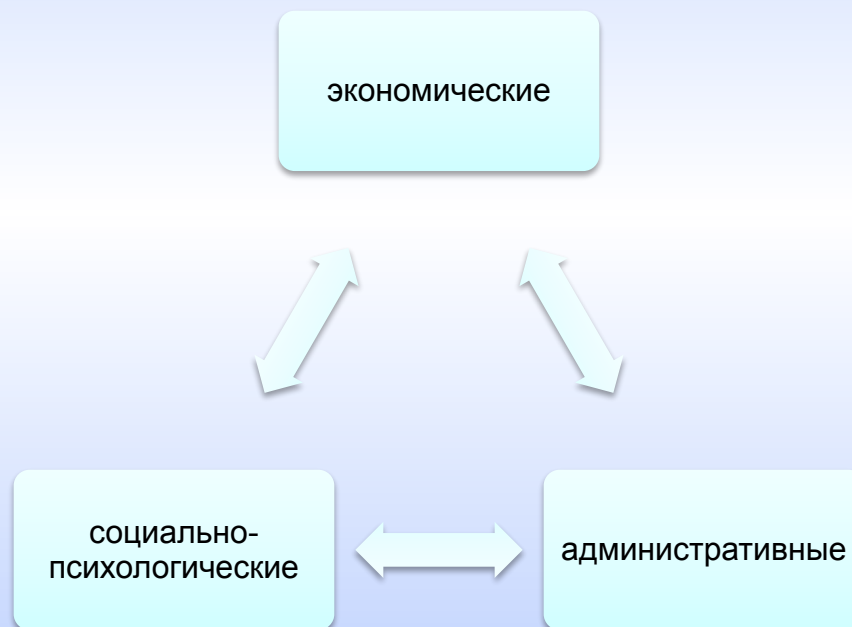 экономические
социально-
психологические
административные